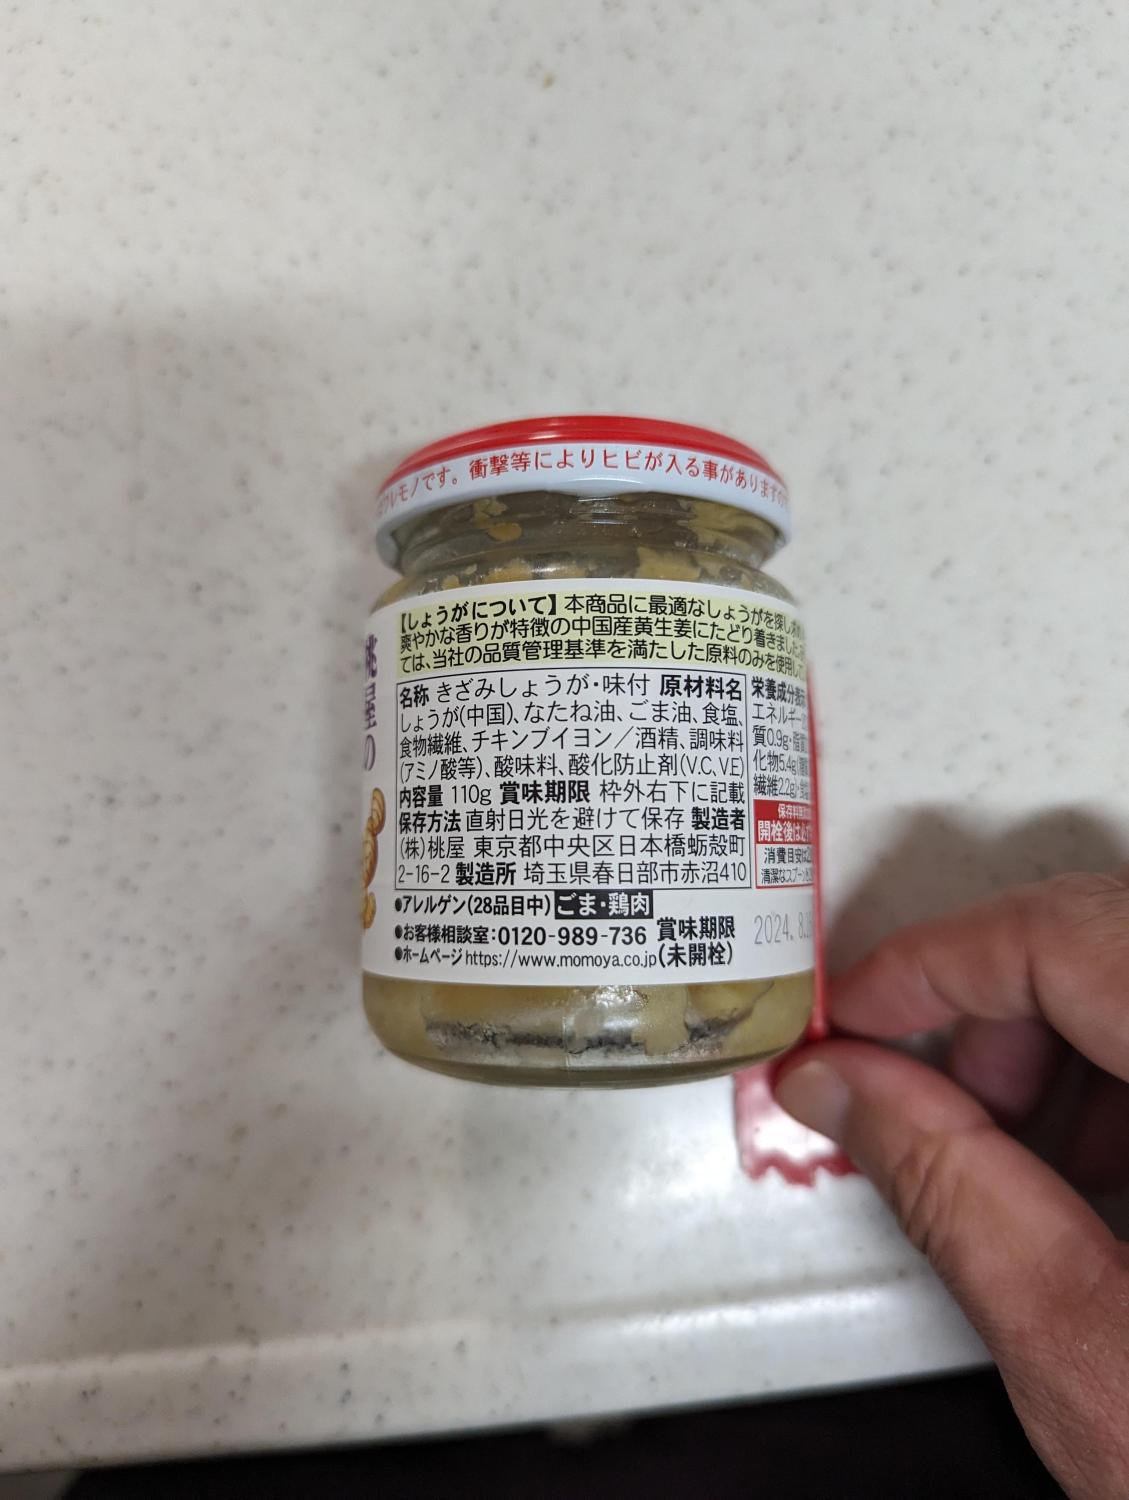 ワレモノです。衝撃等によりヒビが入る事があります
桃屋の
【しょうがについて】本商品に最適なしょうがを探し求め
爽やかな香りが特徴の中国産黄生姜にたどり着きました
ては、当社の品質管理基準を満たした原料のみを使用し
名称 きざみしょうが・味付 原材料名
しょうが(中国)、なたね油、ごま油、食塩、
食物繊維、チキンブイヨン／酒精、調味料
(アミノ酸等)、酸味料、酸化防止剤(V.C、V.E)
内容量 110g 賞味期限 枠外右下に記載
保存方法 直射日光を避けて保存 製造者
(株)桃屋 東京都中央区日本橋蛎殻町
2-16-2 製造所 埼玉県春日部市赤沼410
栄養成分表示
エネルギー
質0.9g・脂質
化物5.4g
繊維2.2g)・食塩
開栓後は必ず
消費目安は
清潔なスプーンを
●アレルゲン(28品目中) ごま・鶏肉
●お客様相談室：0120-989-736
●ホームページ https://www.momoya.co.jp
賞味期限
(未開栓)
2024. 8.